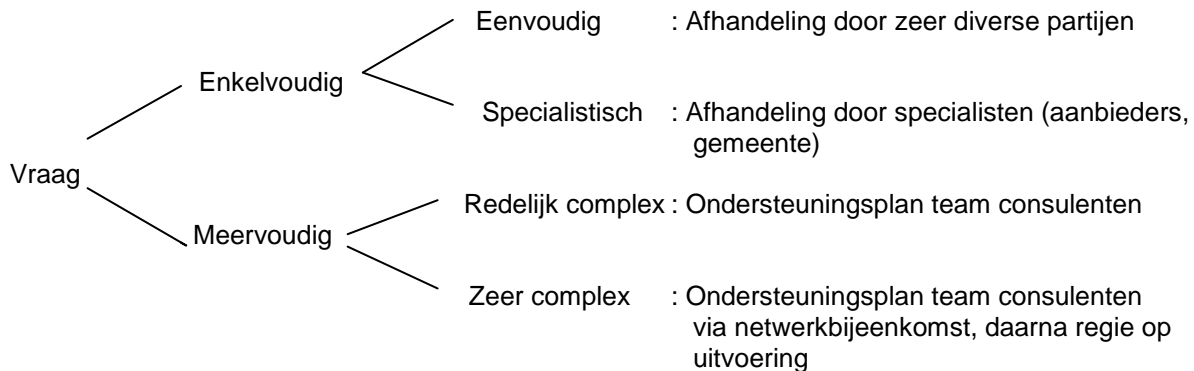 Eenvoudig : Afhandeling door zeer diverse partijen
Enkelvoudig
Specialistisch : Afhandeling door specialisten (aanbieders,
gemeente)
Vraag
Redelijk complex : Ondersteuningsplan team consulenten
Meervoudig
Zeer complex : Ondersteuningsplan team consulenten
via netwerkbijeenkomst, daarna regie op
uitvoering